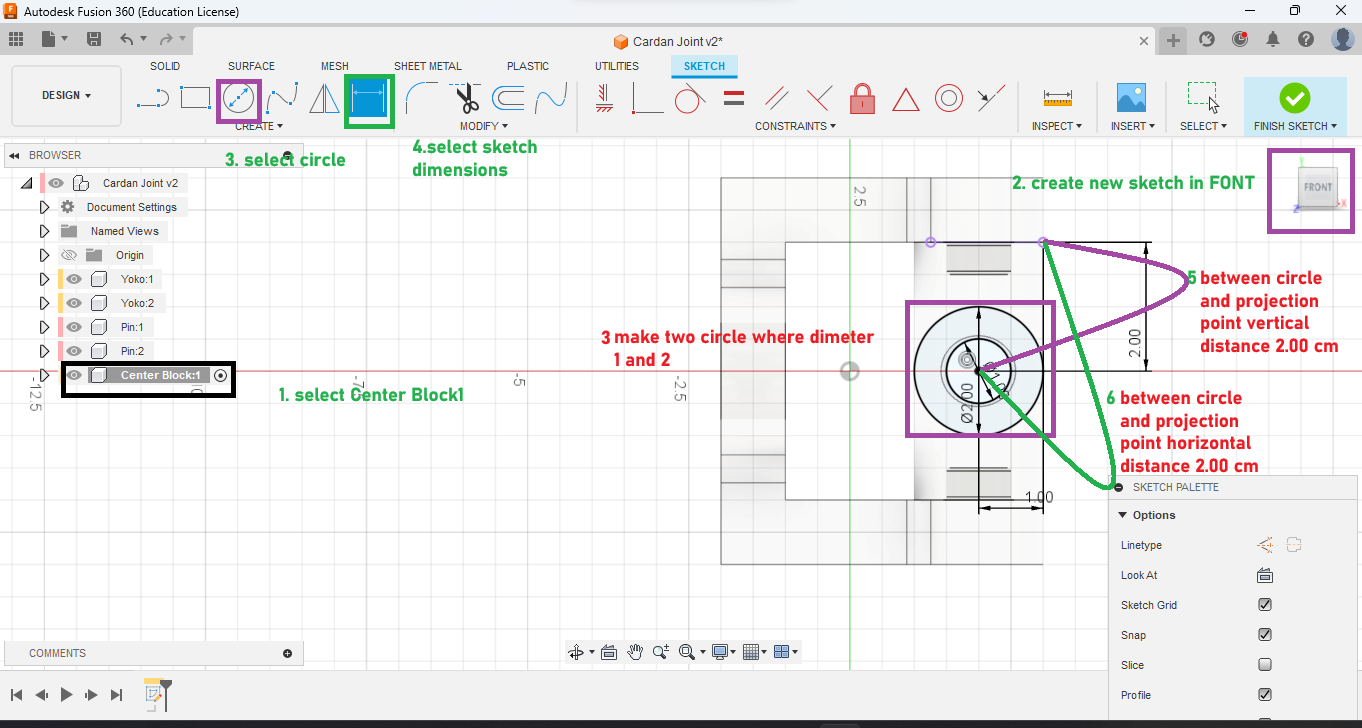 Autodesk Fusion 360 (Education License)
Cardan Joint v2*
SOLID SURFACE MESH SHEET METAL PLASTIC UTILITIES SKETCH
DESIGN
CREATE MODIFY CONSTRAINTS INSPECT INSERT SELECT FINISH SKETCH
BROWSER
3. select circle
4.select sketch
dimensions
2. create new sketch in FONT
FRONT
Y
X
Z
Cardan Joint v2
Document Settings
Named Views
Origin
Yoko:1
Yoko:2
Pin:1
Pin:2
Center Block:1
1. select Center Block1
-12.5
-7.5
-5
-2.5
2.5
3 make two circle where dimeter
1 and 2
5 between circle
and projection
point vertical
distance 2.00 cm
2.00
Ø2.00
Ø1.00
1.00
6 between circle
and projection
point horizontal
distance 2.00 cm
SKETCH PALETTE
Options
Linetype
Look At
Sketch Grid
Snap
Slice
Profile
COMMENTS